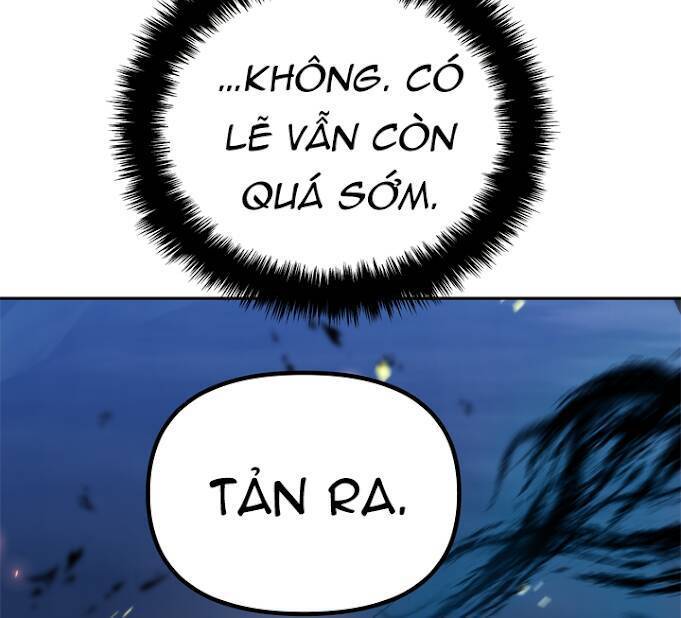 ...KHÔNG. CÓ
LẼ VẪN CÒN
QUÁ SỚM.
TẢN RA.